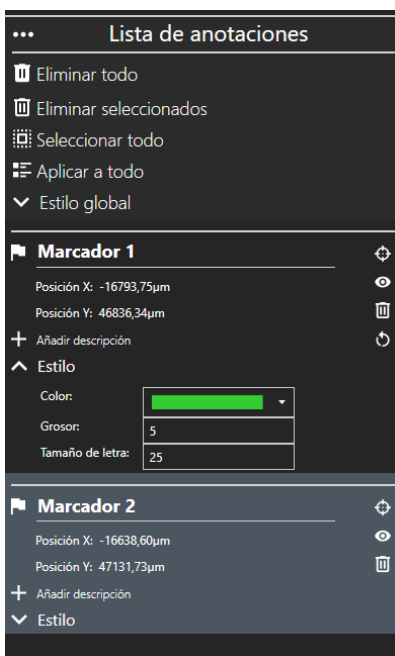 Lista de anotaciones
Eliminar todo
Eliminar seleccionados
Seleccionar todo
Aplicar a todo
Estilo global
Marcador 1
Posición X: -16793,75µm
Posición Y: 46836,34µm
Añadir descripción
Estilo
Color:
Grosor: 5
Tamaño de letra: 25
Marcador 2
Posición X: -16638,60µm
Posición Y: 47131,73µm
Añadir descripción
Estilo